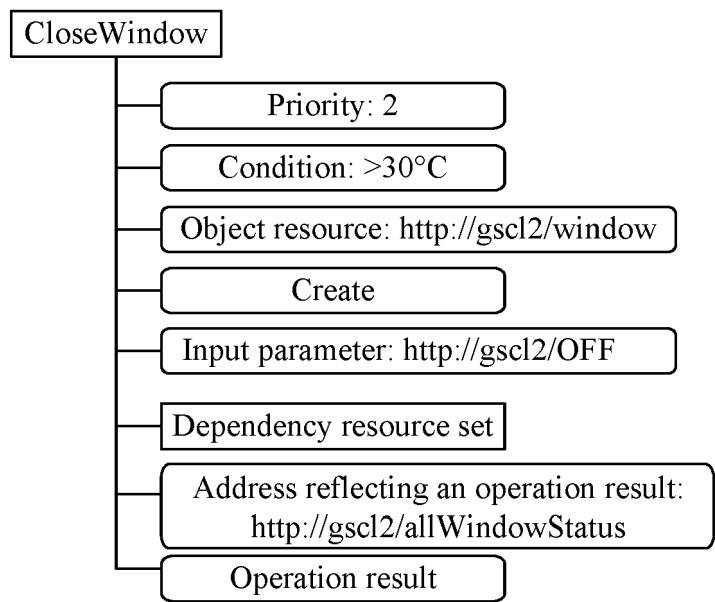 CloseWindow
Priority: 2
Condition: >30°C
Object resource: http://gscl2/window
Create
Input parameter: http://gscl2/OFF
Dependency resource set
Address reflecting an operation result:
http://gscl2/allWindowStatus
Operation result